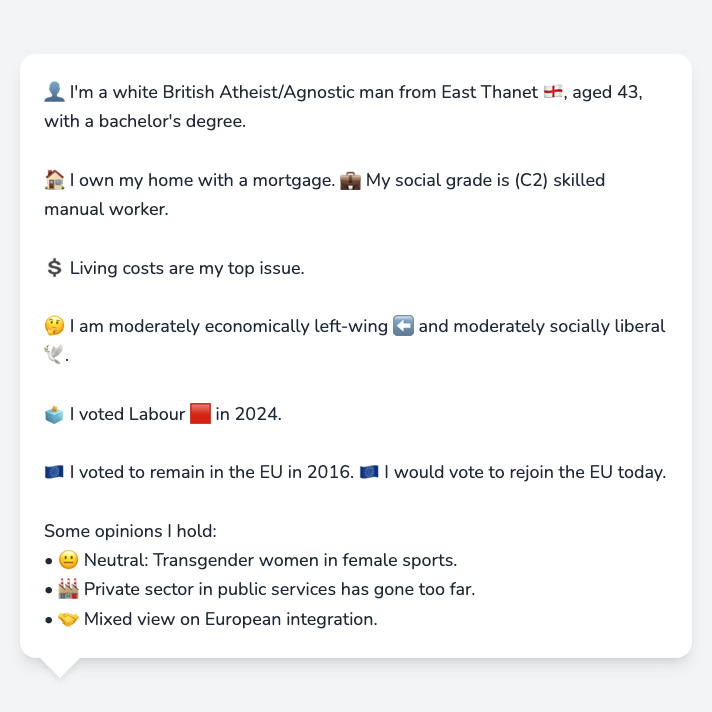 👤 I'm a white British Atheist/Agnostic man from East Thanet 🏴󠁧󠁢󠁥󠁮󠁧󠁿, aged 43,
with a bachelor's degree.
🏠 I own my home with a mortgage. 💼 My social grade is (C2) skilled
manual worker.
💲 Living costs are my top issue.
🤔 I am moderately economically left-wing ⬅️ and moderately socially liberal
🕊️.
🗳️ I voted Labour 🟥 in 2024.
🇪🇺 I voted to remain in the EU in 2016. 🇪🇺 I would vote to rejoin the EU today.
Some opinions I hold:
• 😐 Neutral: Transgender women in female sports.
• 🏭 Private sector in public services has gone too far.
• 🤝 Mixed view on European integration.